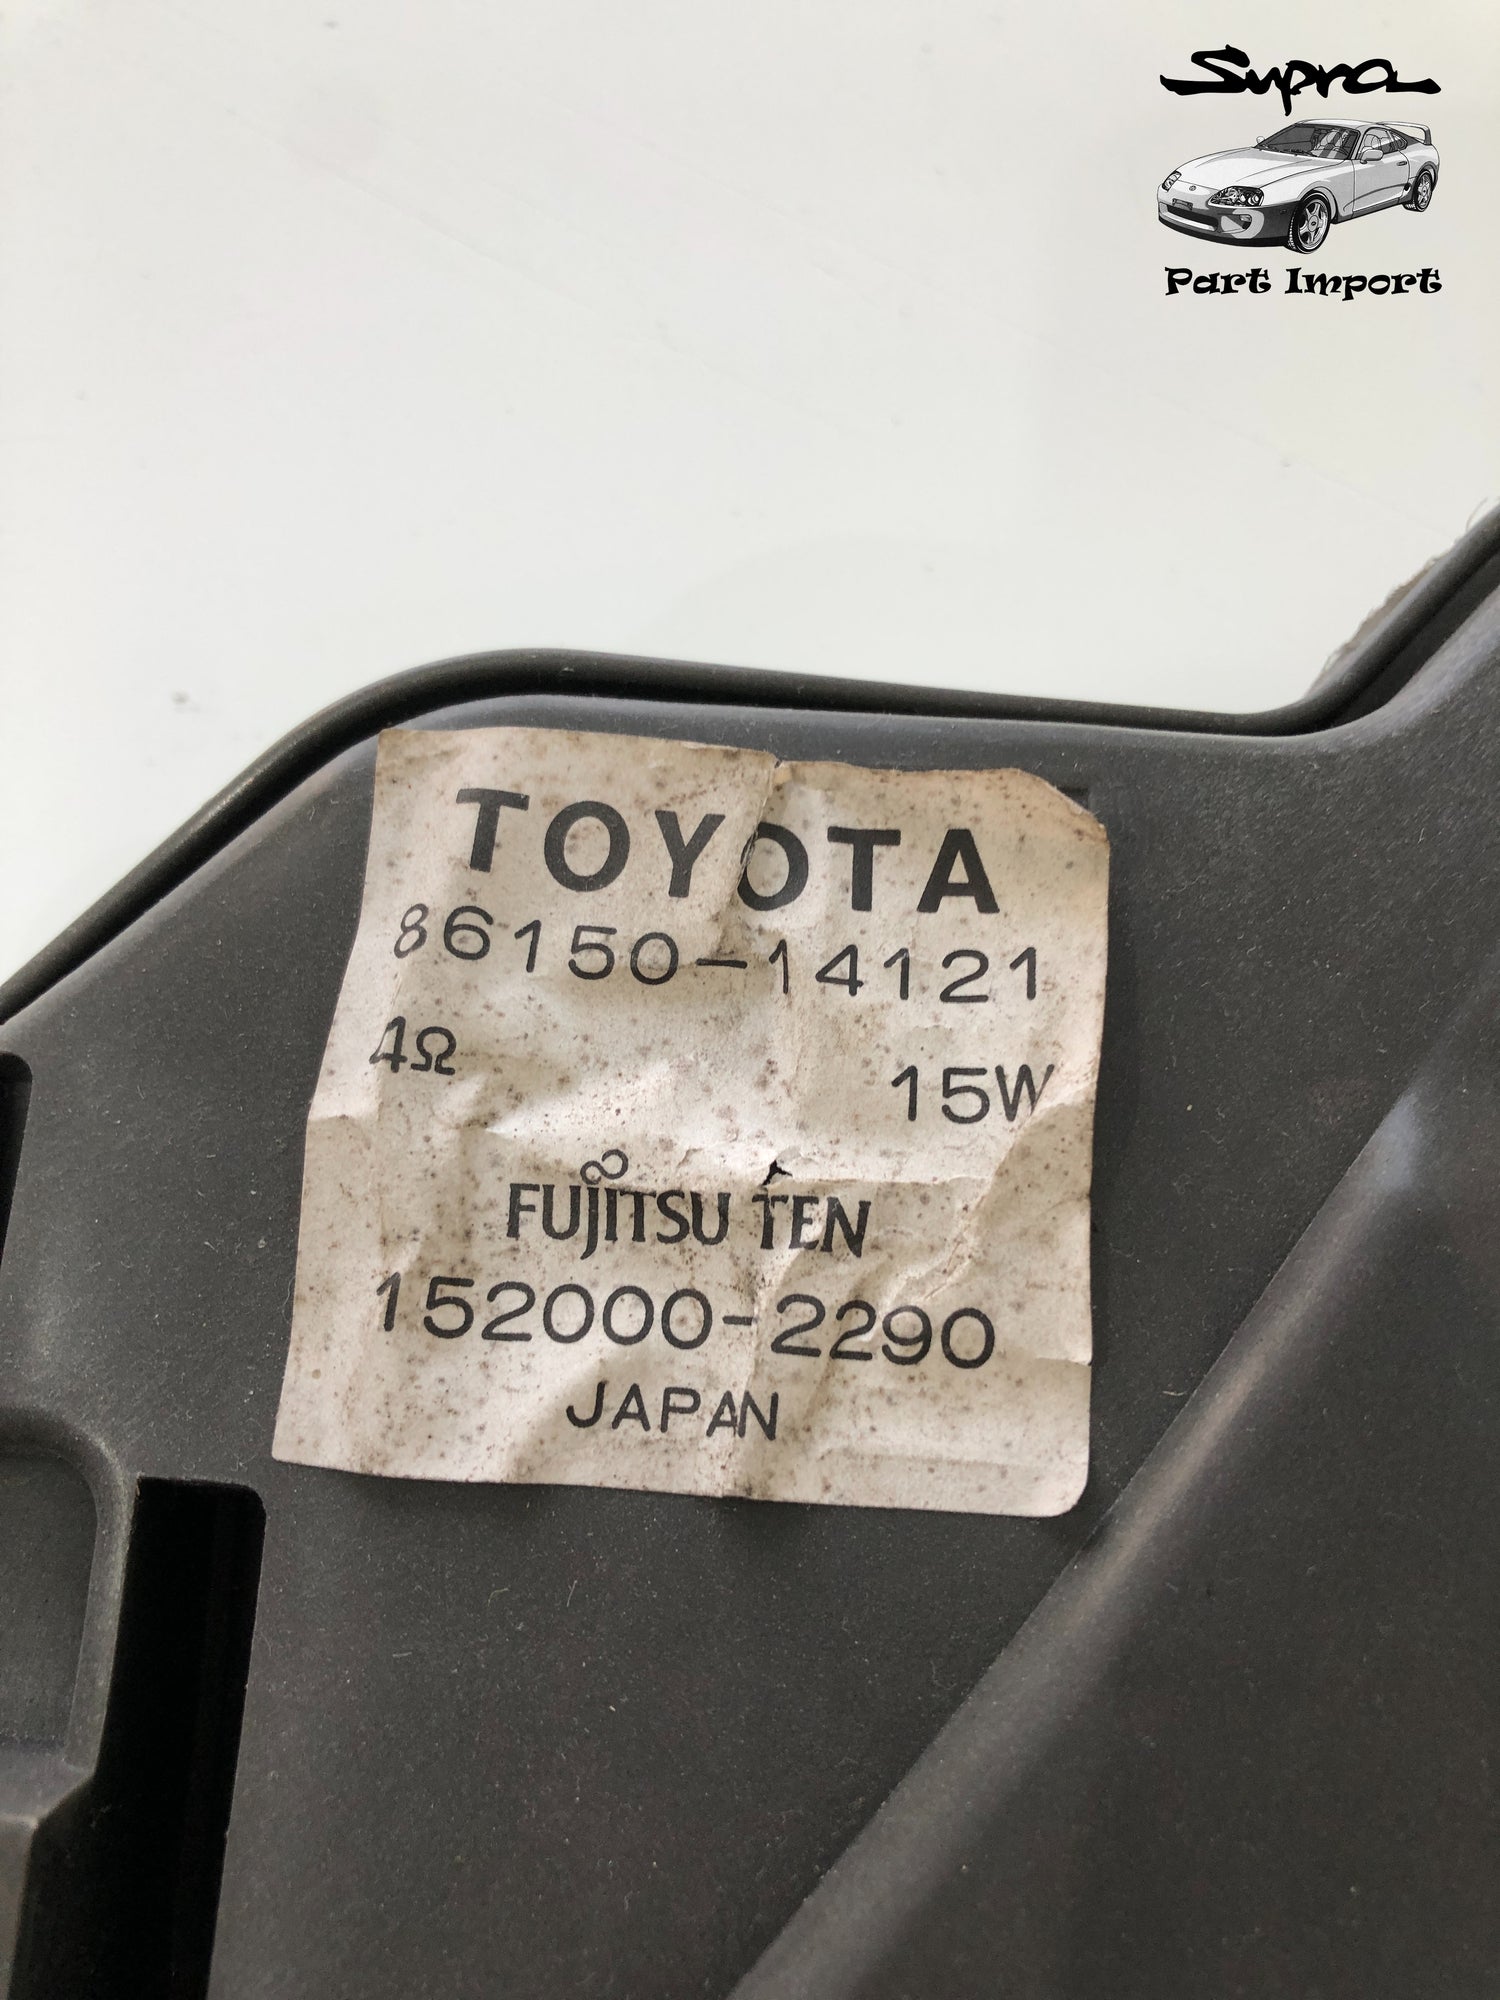 Supra
Part Import
TOYOTA
86150-14121
4Ω 15W
FUJITSU TEN
152000-2290
JAPAN